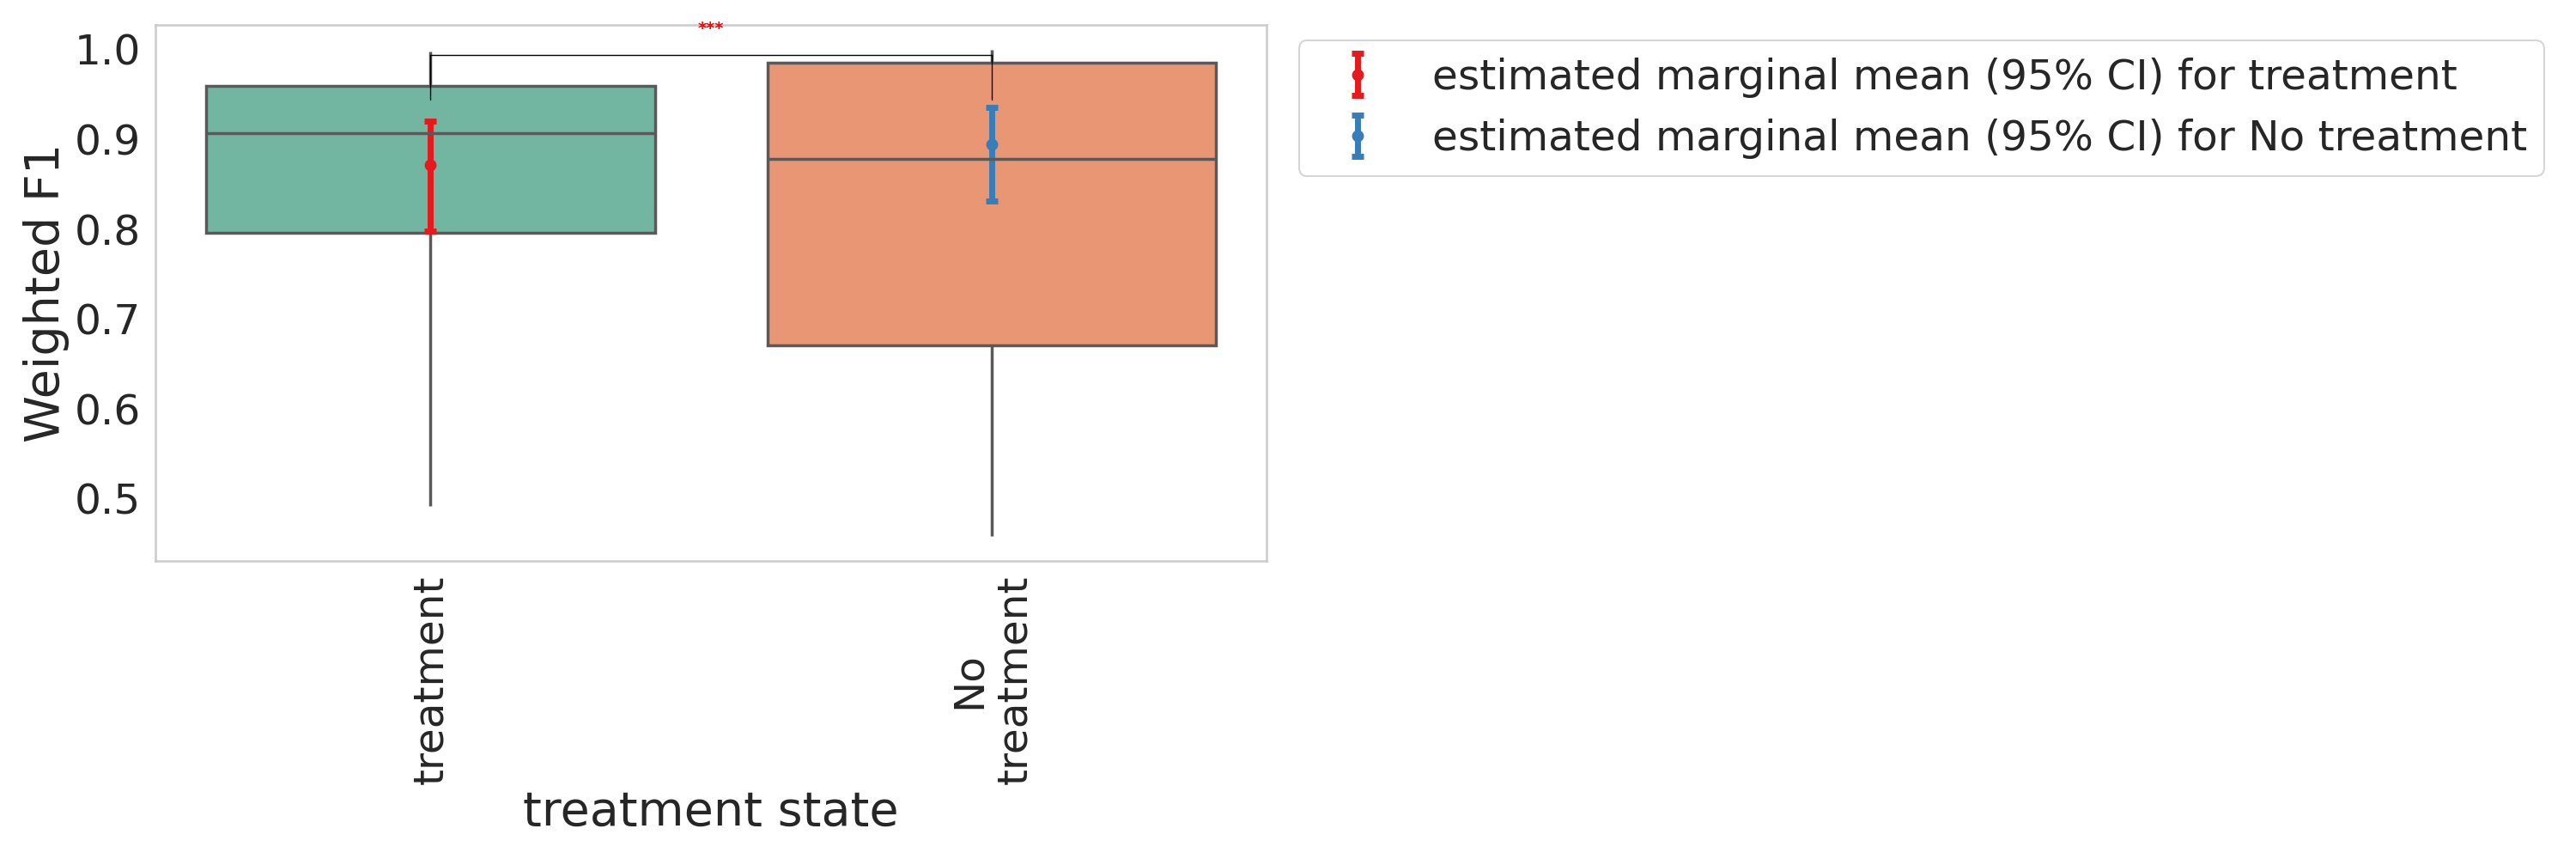 ***
1.0
0.9
0.8
0.7
0.6
0.5
Weighted F1
treatment
No
treatment
treatment state
estimated marginal mean (95% CI) for treatment
estimated marginal mean (95% CI) for No treatment